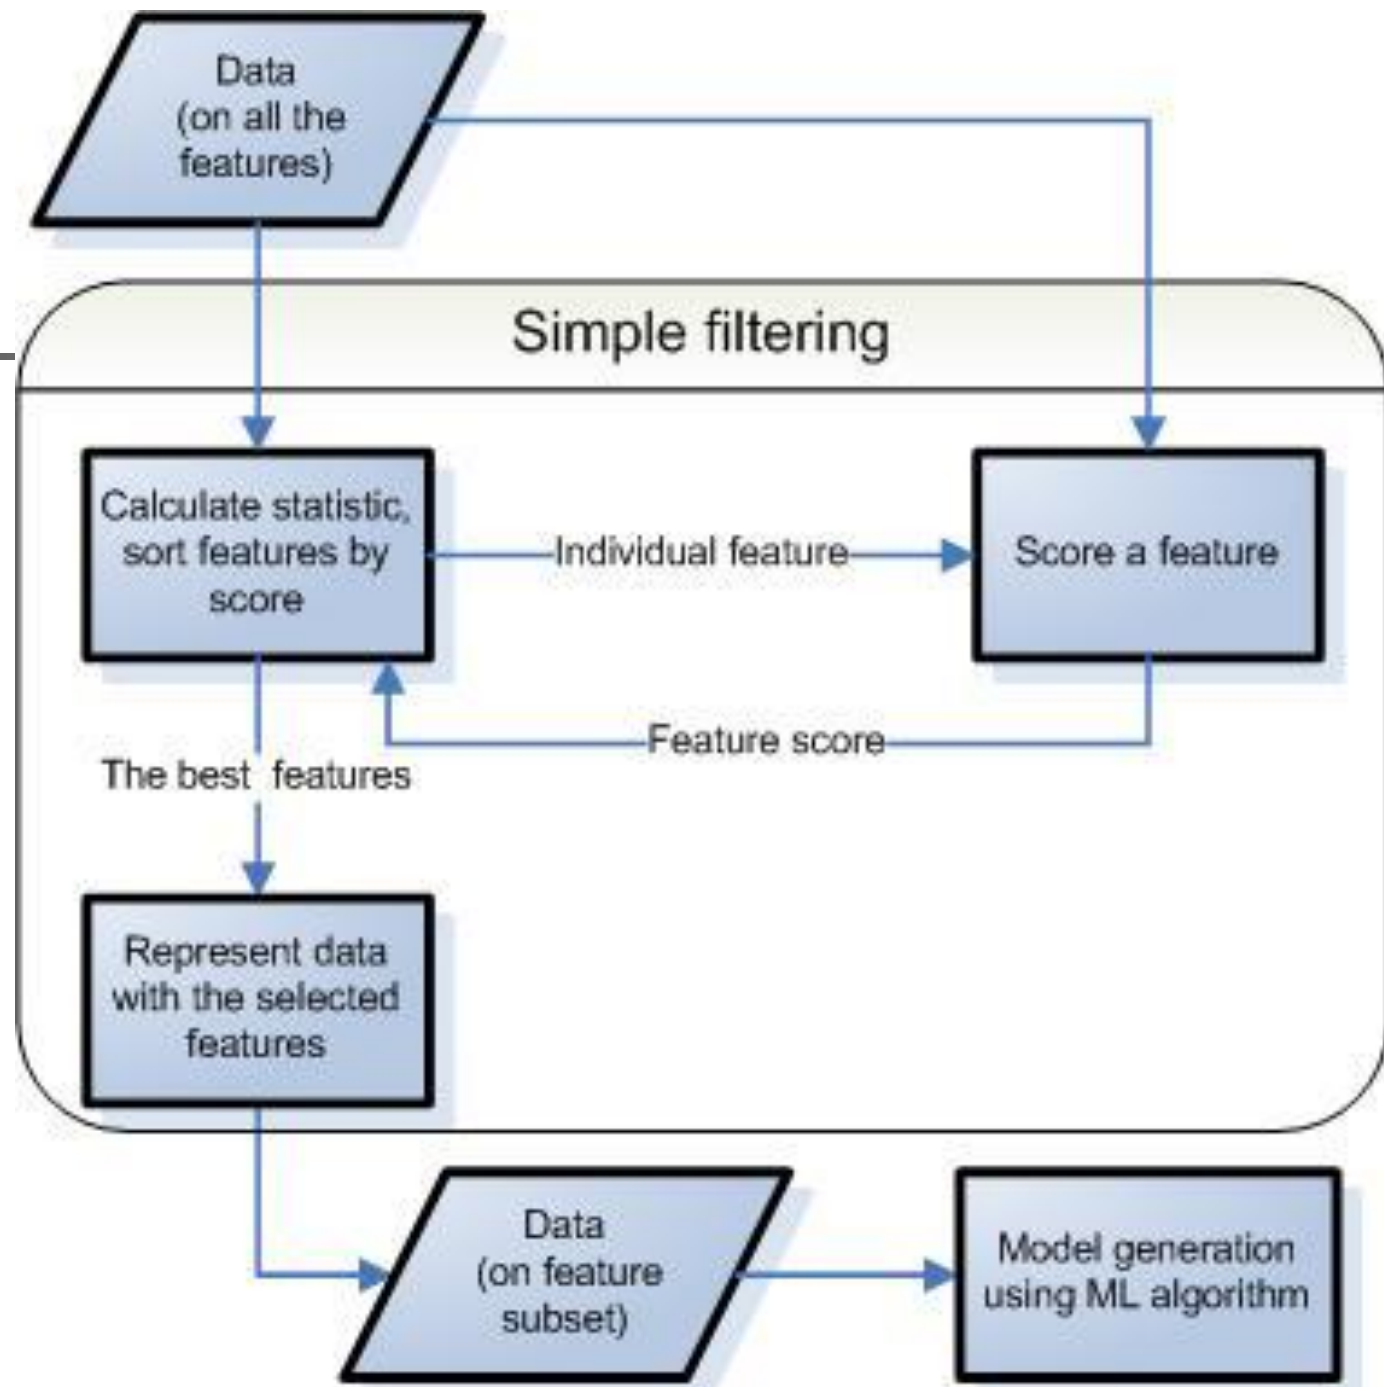 Data
(on all the
features)
Simple filtering
Calculate statistic,
sort features by
score
Individual feature
Score a feature
Feature score
The best features
Represent data
with the selected
features
Data
(on feature
subset)
Model generation
using ML algorithm